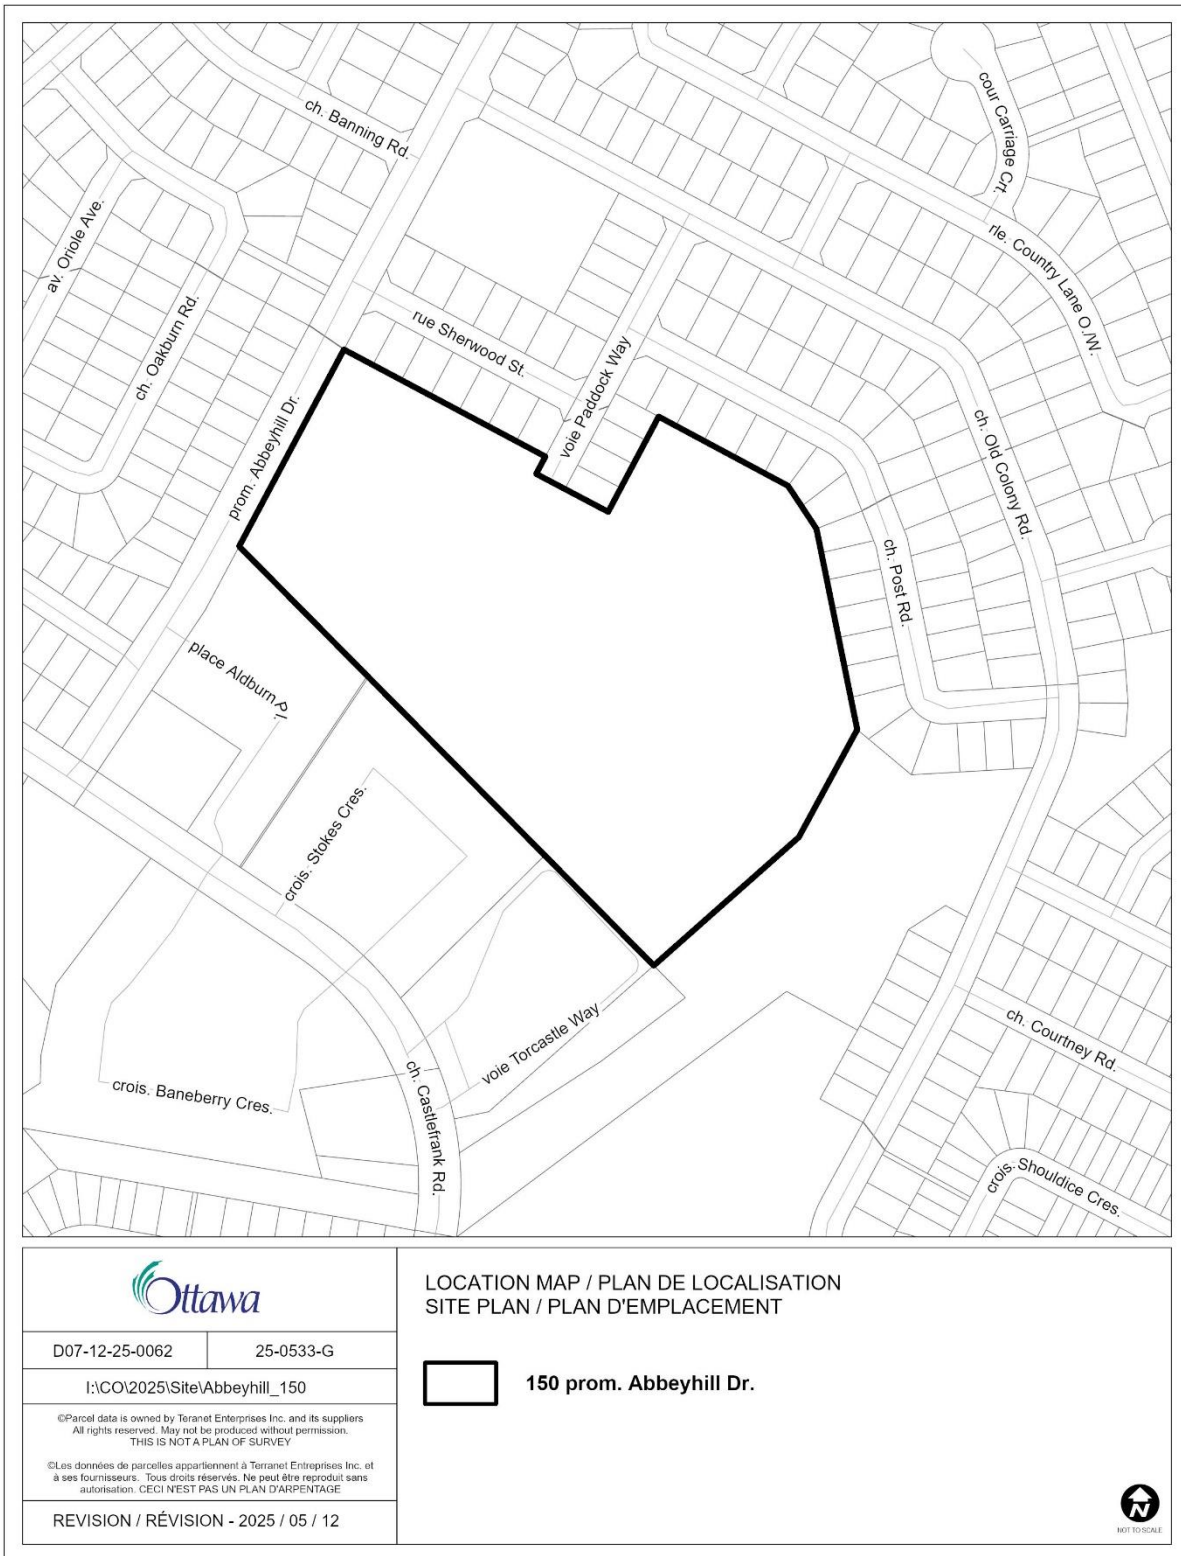 ch. Banning Rd.
cour Carriage Crt.
av. Oriole Ave.
rle. Country Lane O./W.
ch. Oakburn Rd.
rue Sherwood St.
voie Paddock Way
prom. Abbeyhill Dr.
ch. Old Colony Rd.
ch. Post Rd.
place Aldburn Pl.
crois. Stokes Cres.
voie Torcastle Way
ch. Courtney Rd.
crois. Baneberry Cres.
ch. Castlefrank Rd.
crois. Shouldice Cres.
Ottawa
D07-12-25-0062
25-0533-G
I:\CO\2025\Site\Abbeyhill_150
©Parcel data is owned by Teranet Enterprises Inc. and its suppliers
All rights reserved. May not be produced without permission.
THIS IS NOT A PLAN OF SURVEY
©Les données de parcelles appartiennent à Teranet Entreprises Inc. et
à ses fournisseurs. Tous droits réservés. Ne peut être reproduit sans
autorisation. CECI N'EST PAS UN PLAN D'ARPENTAGE
REVISION / RÉVISION - 2025 / 05 / 12
LOCATION MAP / PLAN DE LOCALISATION
SITE PLAN / PLAN D'EMPLACEMENT
150 prom. Abbeyhill Dr.
N
NOT TO SCALE